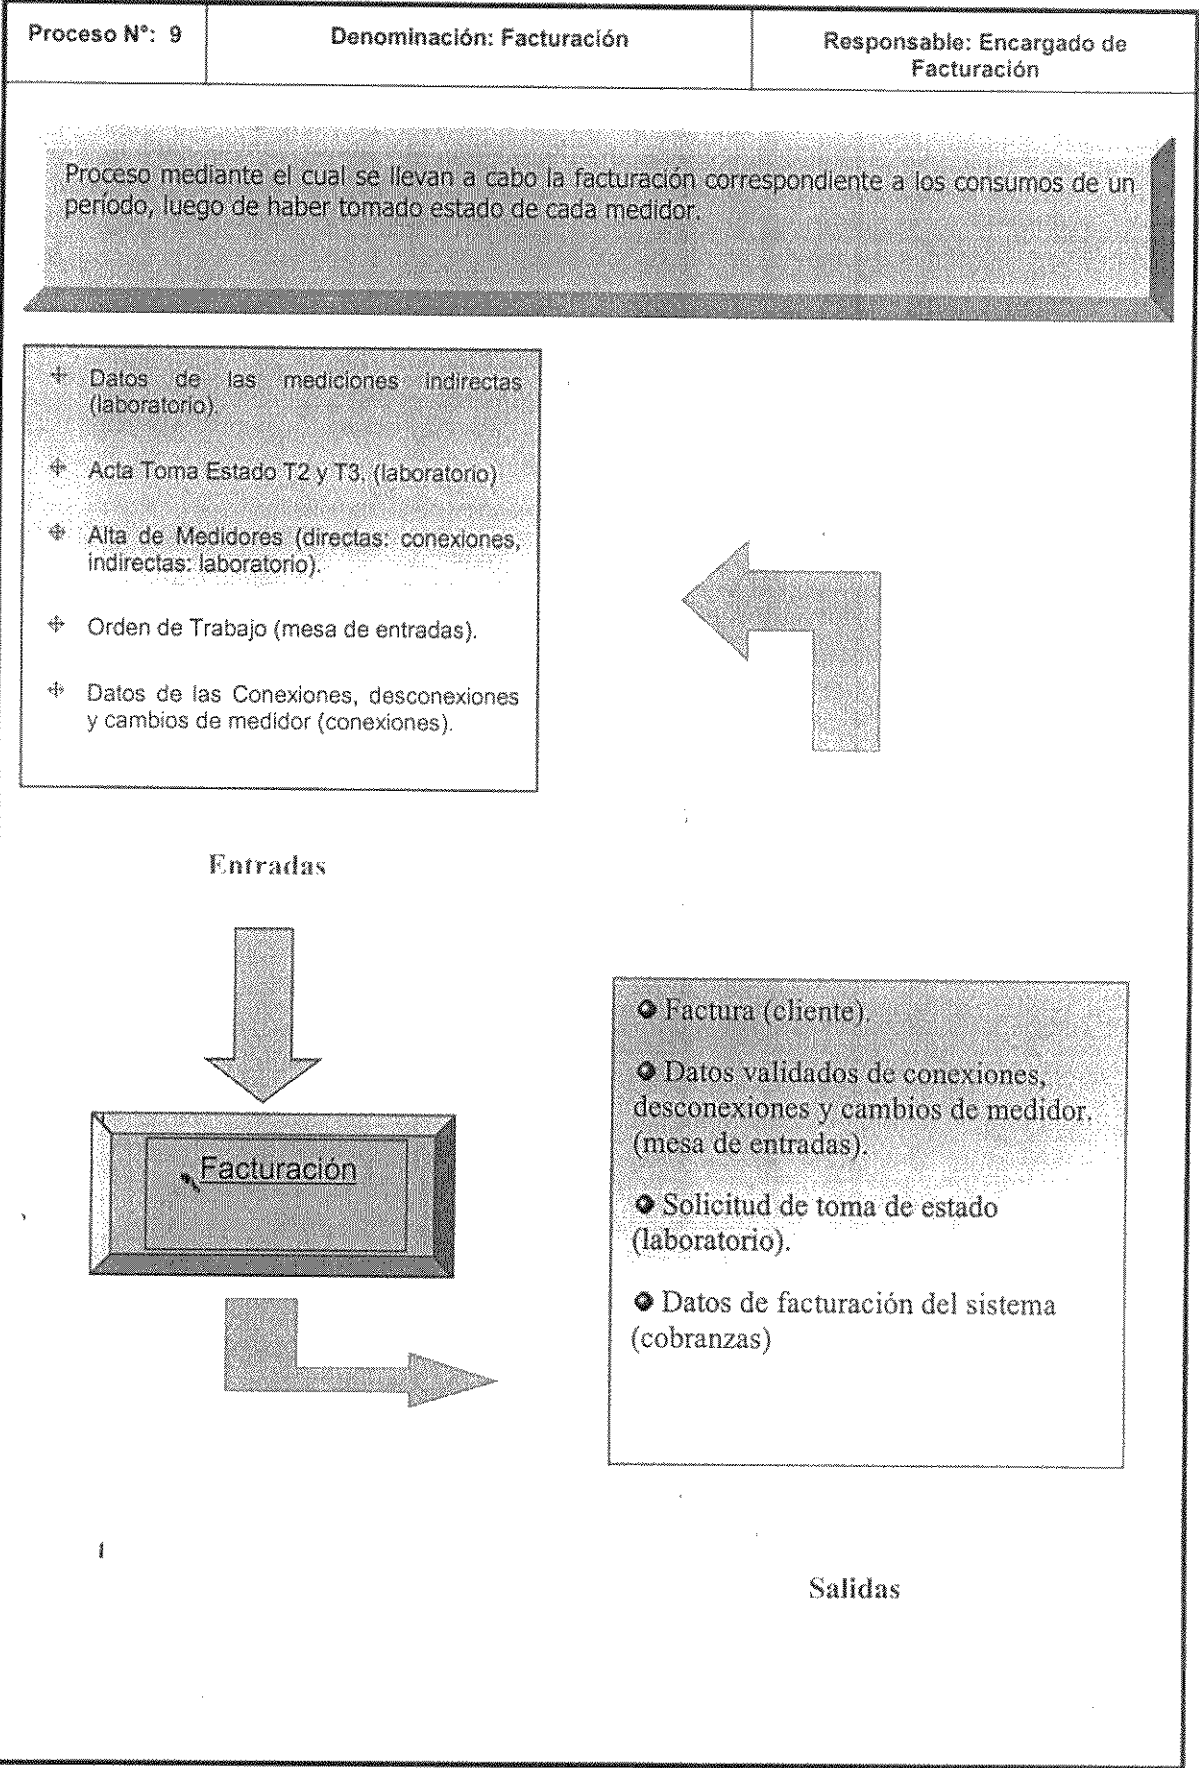 Proceso N°: 9
Denominación: Facturación
Responsable: Encargado de
Facturación
Proceso mediante el cual se llevan a cabo la facturación correspondiente a los consumos de un
período, luego de haber tomado estado de cada medidor.
Datos de las mediciones indirectas
(laboratorio).
Acta Toma Estado T2 y T3. (laboratorio)
Alta de Medidores (directas: conexiones,
indirectas: laboratorio).
Orden de Trabajo (mesa de entradas).
Datos de las Conexiones, desconexiones
y cambios de medidor (conexiones).
Entradas
Facturación
Factura (cliente).
Datos validados de conexiones,
desconexiones y cambios de medidor.
(mesa de entradas).
Solicitud de toma de estado
(laboratorio).
Datos de facturación del sistema
(cobranzas)
Salidas